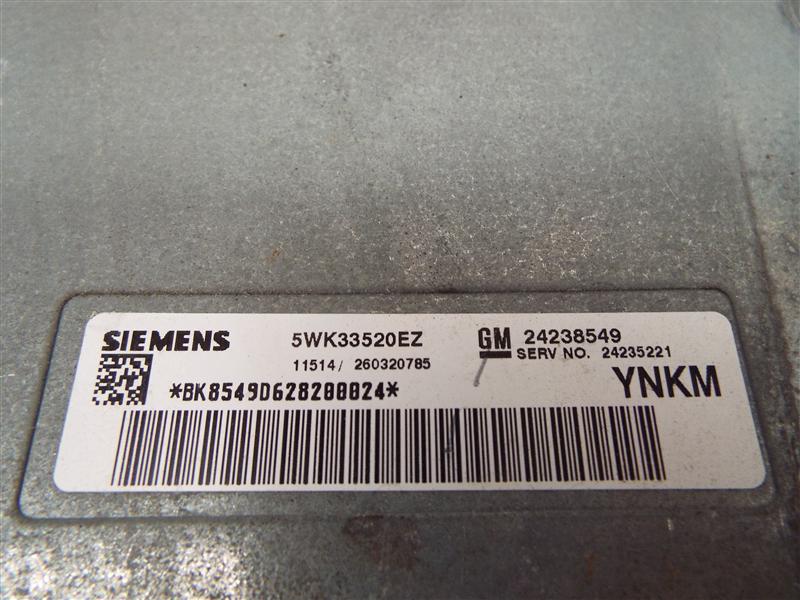 SIEMENS 5WK33520EZ GM 24238549
11514/ 260320785 SERV NO. 24235221
*BK8549D628200024* YNKM